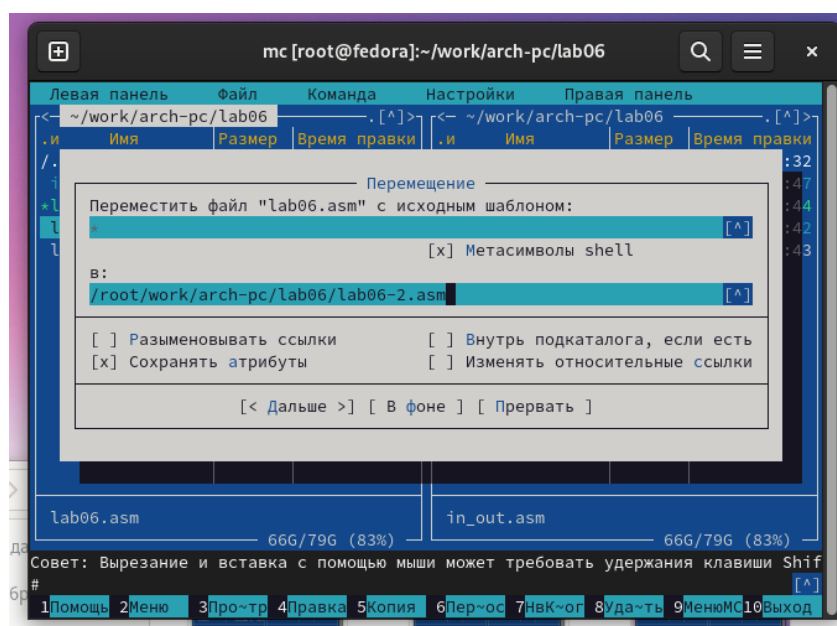 mc [root@fedora]:~/work/arch-pc/lab06
Левая панель Файл Команда Настройки Правая панель
<— ~/work/arch-pc/lab06 .[^]> <— ~/work/arch-pc/lab06 .[^]>
.и Имя Размер Время правки .и Имя Размер Время правки
/. :32
Перемещение
i :47
Переместить файл "lab06.asm" с исходным шаблоном:
*l :44
l * [^] :42
l [x] Метасимволы shell :43
в:
/root/work/arch-pc/lab06/lab06-2.asm [^]
[ ] Разыменовывать ссылки [ ] Внутрь подкаталога, если есть
[x] Сохранять атрибуты [ ] Изменять относительные ссылки
[< Дальше >] [ В фоне ] [ Прервать ]
lab06.asm in_out.asm
66G/79G (83%) 66G/79G (83%)
Совет: Вырезание и вставка с помощью мыши может требовать удержания клавиши Shif
# [^]
1Помощь 2Меню 3Про~тр 4Правка 5Копия 6Пер~ос 7НвК~ог 8Уда~ть 9МенюМС 10Выход